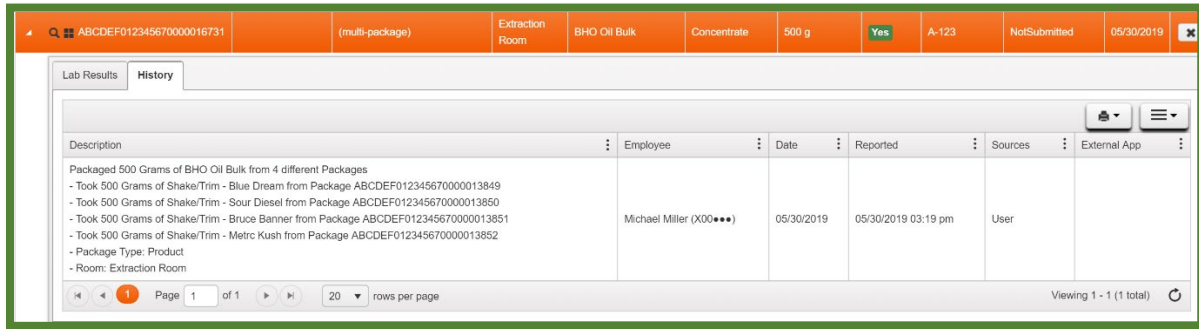 ABCDEF012345670000016731 (multi-package) Extraction Room BHO Oil Bulk Concentrate 500 g Yes A-123 NotSubmitted 05/30/2019
Lab Results History
Description Employee Date Reported Sources External App
Packaged 500 Grams of BHO Oil Bulk from 4 different Packages
- Took 500 Grams of Shake/Trim - Blue Dream from Package ABCDEF012345670000013849
- Took 500 Grams of Shake/Trim - Sour Diesel from Package ABCDEF012345670000013850
- Took 500 Grams of Shake/Trim - Bruce Banner from Package ABCDEF012345670000013851
- Took 500 Grams of Shake/Trim - Metrc Kush from Package ABCDEF012345670000013852
- Package Type: Product
- Room: Extraction Room
Michael Miller (X00●●●) 05/30/2019 05/30/2019 03:19 pm User
1 Page 1 of 1 20 rows per page Viewing 1 - 1 (1 total)